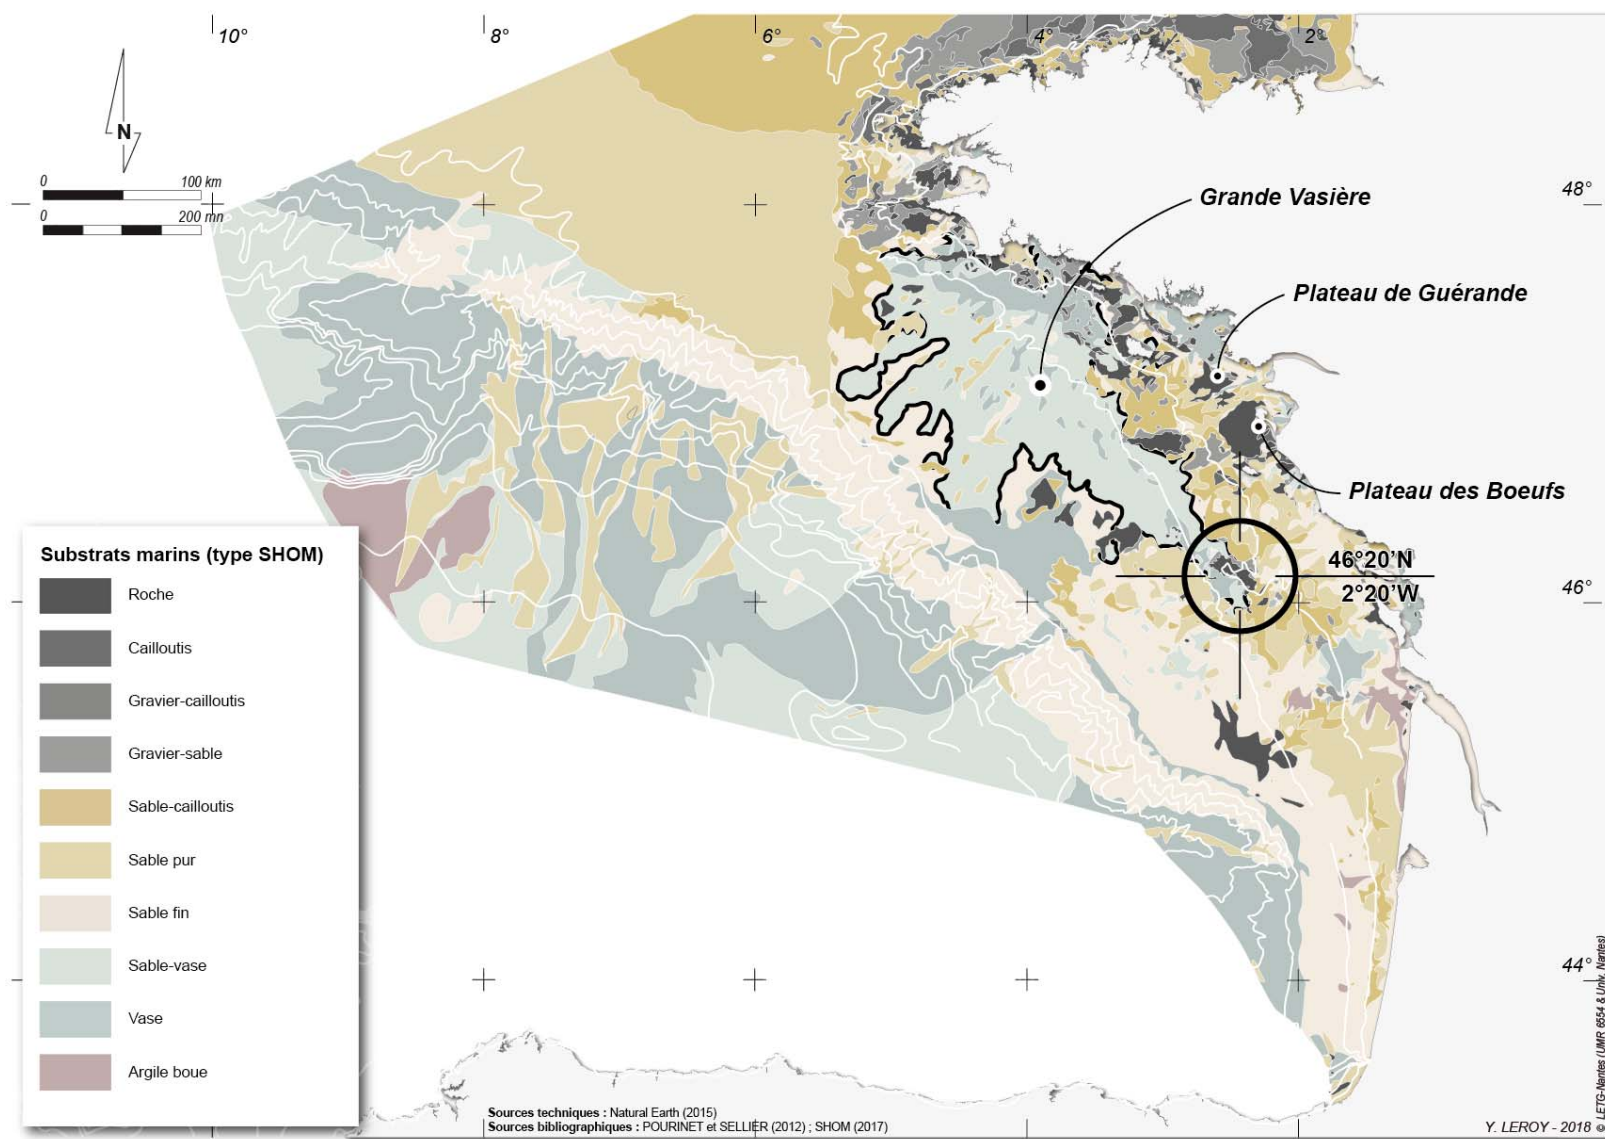 10°
8°
6°
4°
2°
N
0 100 km
0 200 mn
48°
Grande Vasière
Plateau de Guérande
Plateau des Boeufs
46°20'N
2°20'W
46°
44°
Substrats marins (type SHOM)
Roche
Cailloutis
Gravier-cailloutis
Gravier-sable
Sable-cailloutis
Sable pur
Sable fin
Sable-vase
Vase
Argile boue
Sources techniques : Natural Earth (2015)
Sources bibliographiques : POURINET et SELLIER (2012) ; SHOM (2017)
Y. LEROY - 2018
© LETG-Nantes (UMR 6554 & Univ. Nantes)